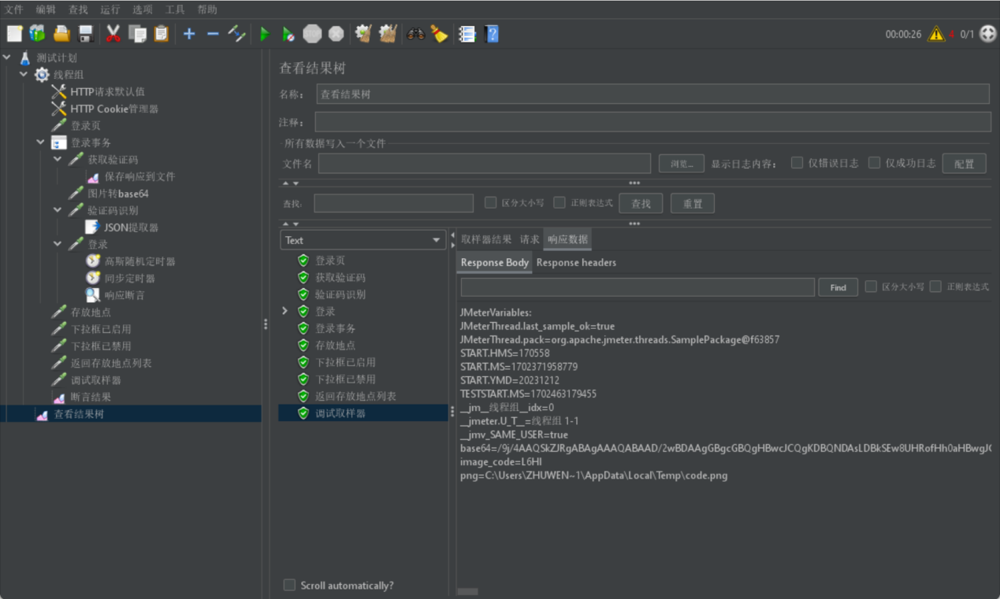 文件 编辑 查找 运行 选项 工具 帮助
00:00:26 4 0/1
测试计划
线程组
HTTP请求默认值
HTTP Cookie管理器
登录页
登录事务
获取验证码
保存响应到文件
图片转base64
验证码识别
JSON提取器
登录
高斯随机定时器
同步定时器
响应断言
存放地点
下拉框已启用
下拉框已禁用
返回存放地点列表
调试取样器
断言结果
查看结果树
查看结果树
名称： 查看结果树
注释：
所有数据写入一个文件
文件名 浏览... 显示日志内容： 仅错误日志 仅成功日志 配置
查找: 区分大小写 正则表达式 查找 重置
Text
登录页
获取验证码
验证码识别
登录
登录事务
存放地点
下拉框已启用
下拉框已禁用
返回存放地点列表
调试取样器
Scroll automatically?
取样器结果 请求 响应数据
Response Body Response headers
Find 区分大小写 正则表达式
JMeterVariables:
JMeterThread.last_sample_ok=true
JMeterThread.pack=org.apache.jmeter.threads.SamplePackage@f63857
START.HMS=170558
START.MS=1702371958779
START.YMD=20231212
TESTSTART.MS=1702463179455
__jm__线程组__idx=0
__jmeter.U_T__=线程组 1-1
__jmv_SAME_USER=true
base64=/9j/4AAQSkZJRgABAgAAAQABAAD/2wBDAAgGBgcGBQgHBwcJCQgKDBQNDAsLDBkSEw8UHRofHh0aHBwgJC
image_code=L6HI
png=C:\Users\ZHUWEN~1\AppData\Local\Temp\code.png